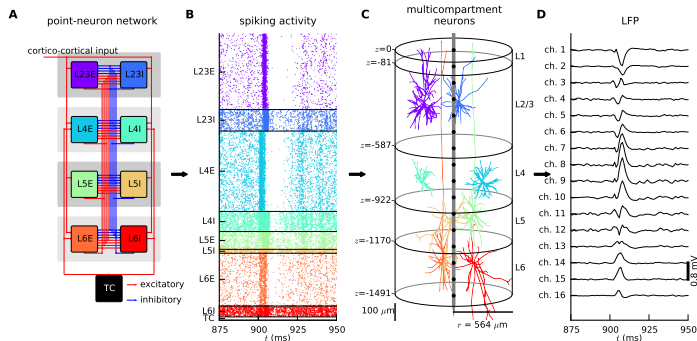 A
point-neuron network
cortico-cortical input
L23E
L23I
L4E
L4I
L5E
L5I
L6E
L6I
TC
excitatory
inhibitory
B
spiking activity
L23E
L23I
L4E
L4I
L5E
L5I
L6E
L6I
TC
875
900
925
950
t (ms)
C
multicompartment
neurons
z=0
z=-81
z=-587
z=-922
z=-1170
z=-1491
L1
L2/3
L4
L5
L6
100 μm
r = 564 μm
D
LFP
ch. 1
ch. 2
ch. 3
ch. 4
ch. 5
ch. 6
ch. 7
ch. 8
ch. 9
ch. 10
ch. 11
ch. 12
ch. 13
ch. 14
ch. 15
ch. 16
0.8 mV
875
900
925
950
t (ms)